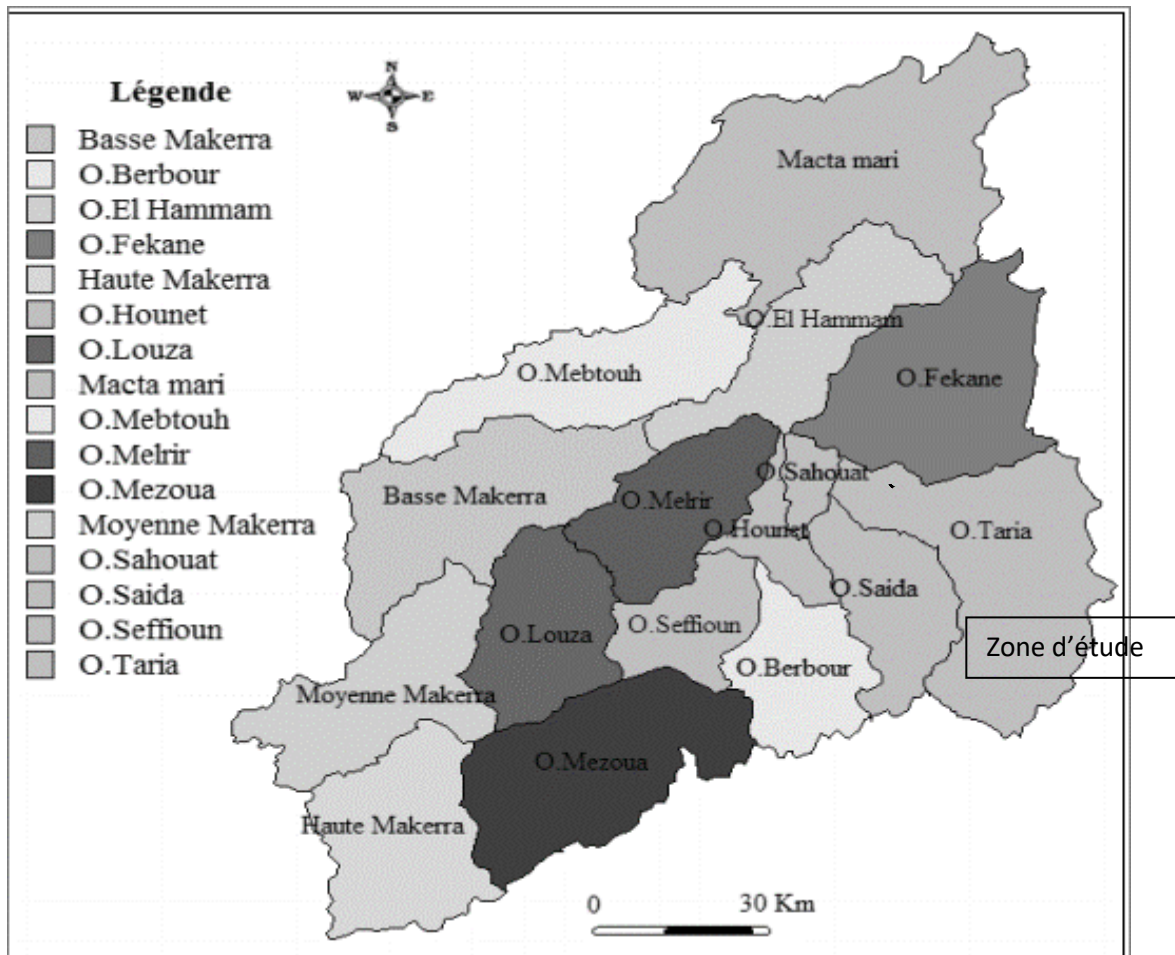 Légende
N
W E
S
Basse Makerra
O.Berbour
O.El Hammam
O.Fekane
Haute Makerra
O.Hounet
O.Louza
Macta mari
O.Mebtouh
O.Melrir
O.Mezoua
Moyenne Makerra
O.Sahouat
O.Saida
O.Seffioun
O.Taria
Macta mari
O.El Hammam
O.Mebtouh
O.Fekane
O.Sahouat
Basse Makerra
O.Melrir
O.Hounet
O.Taria
O.Saida
O.Seffioun
O.Louza
Zone d'étude
O.Berbour
Moyenne Makerra
O.Mezoua
Haute Makerra
0 30 Km